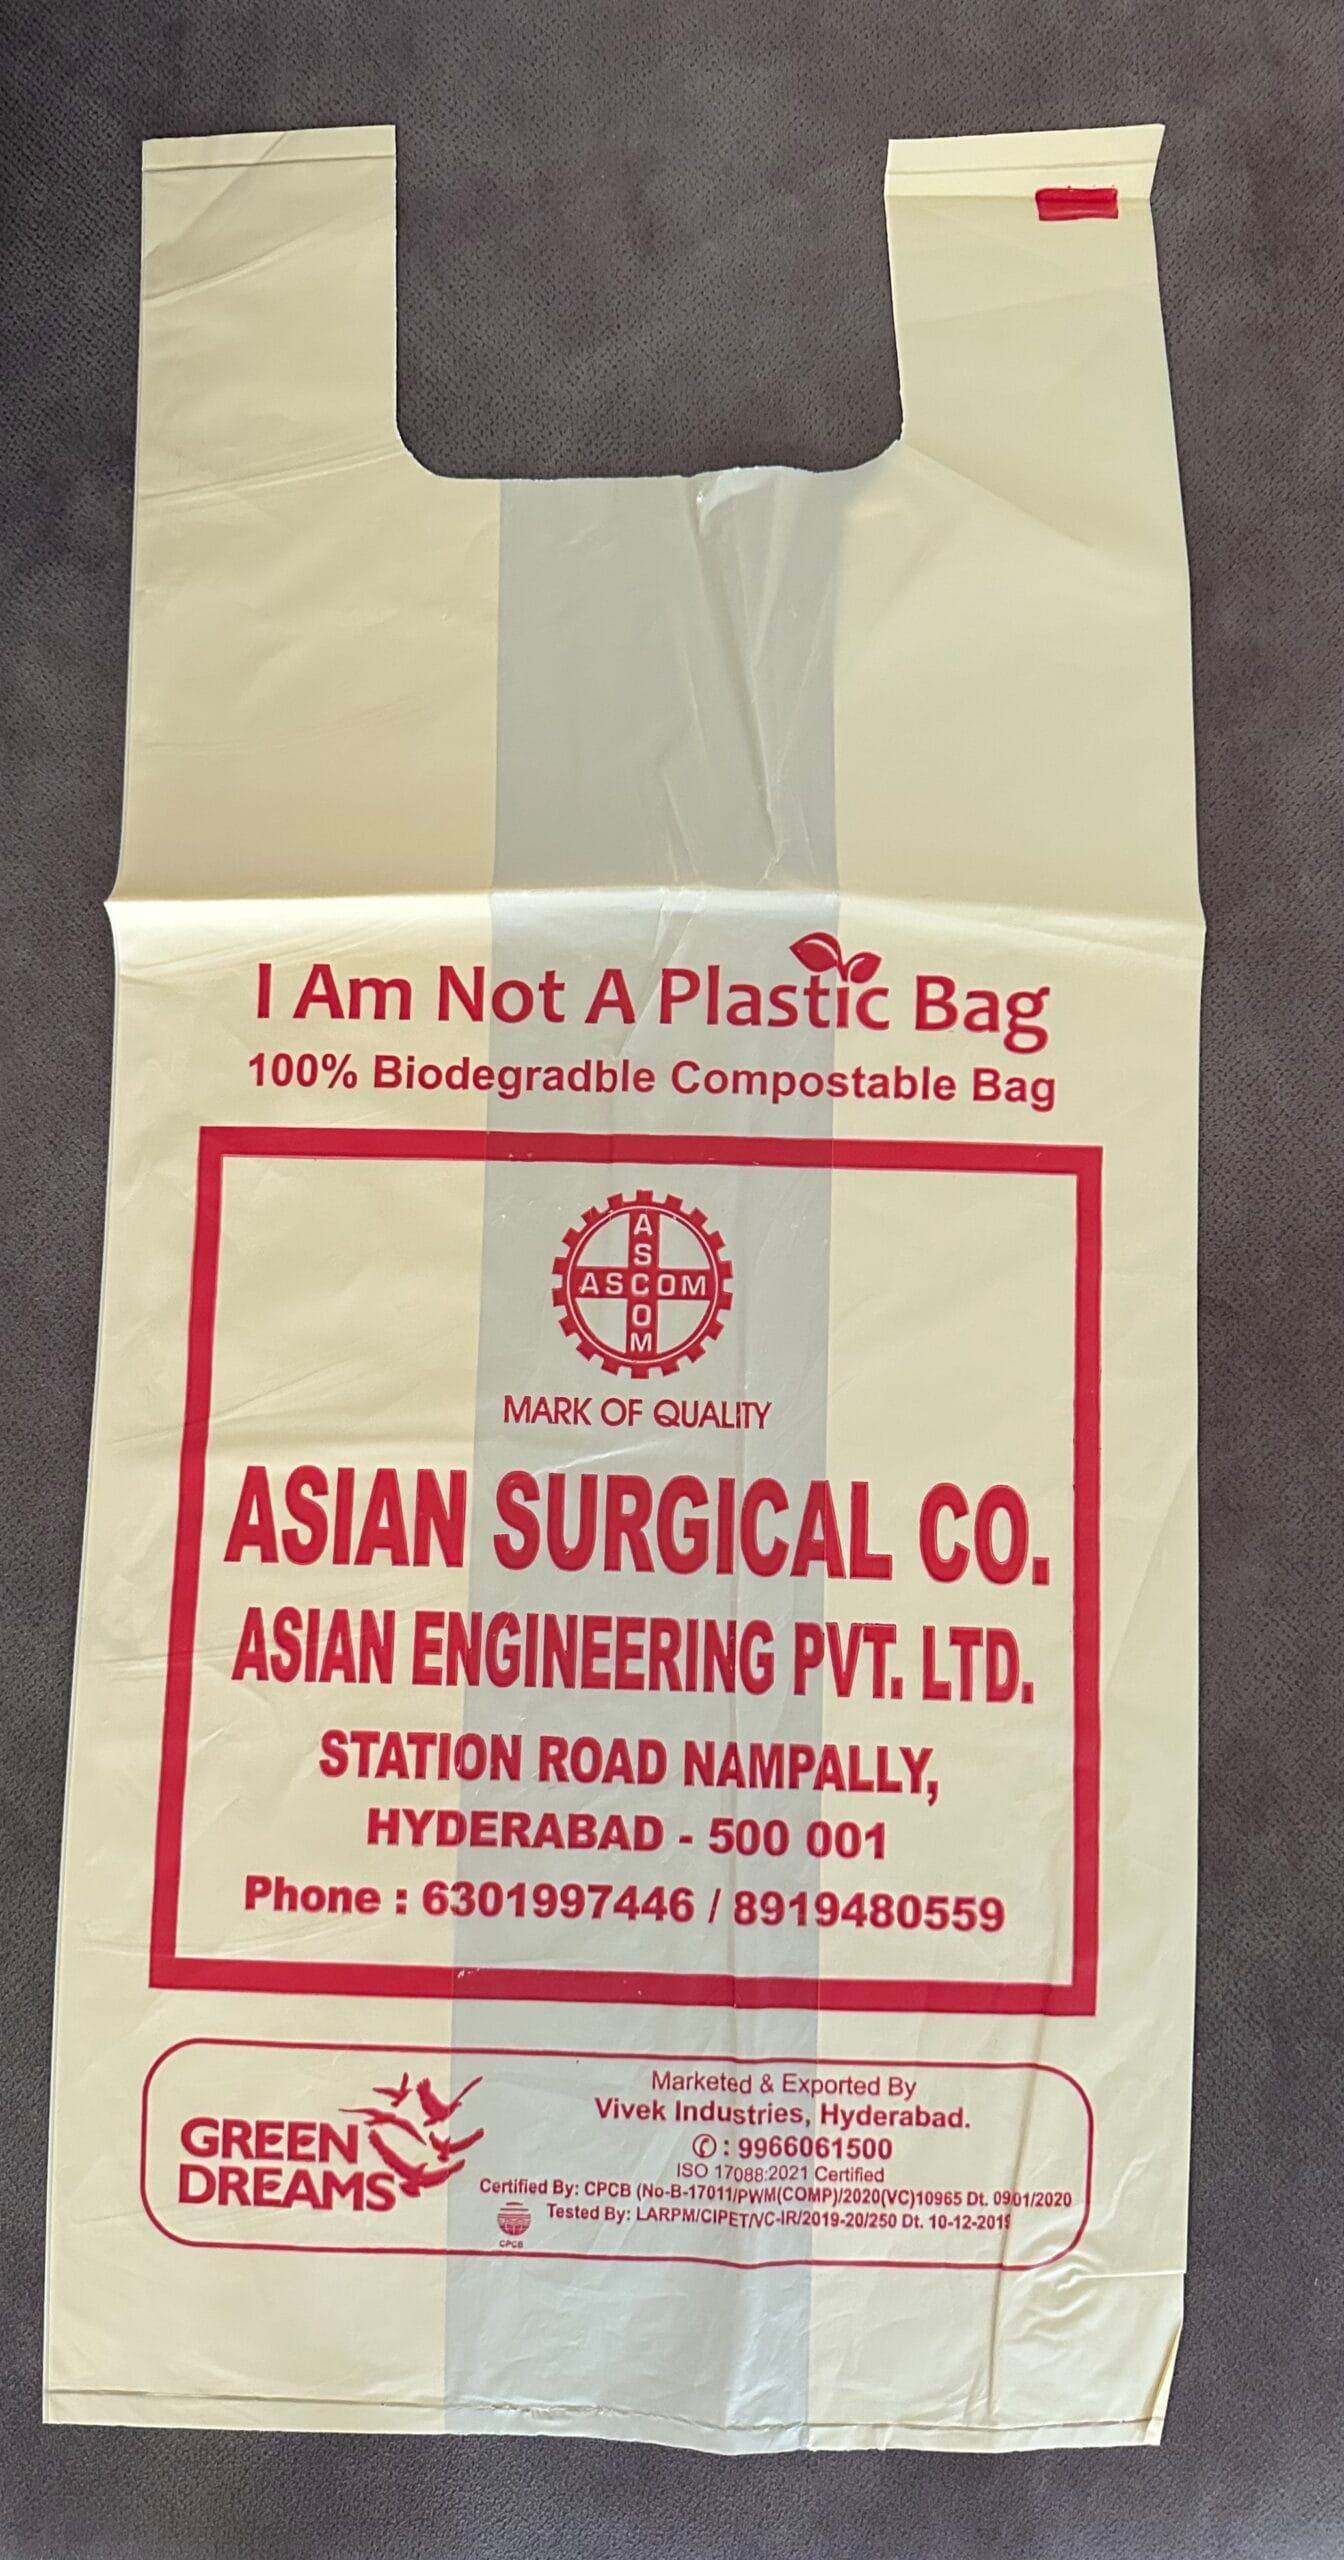 I Am Not A Plastic Bag
100% Biodegradble Compostable Bag
ASCOM
ASCOM
MARK OF QUALITY
ASIAN SURGICAL CO.
ASIAN ENGINEERING PVT. LTD.
STATION ROAD NAMPALLY,
HYDERABAD - 500 001
Phone : 6301997446 / 8919480559
GREEN
DREAMS
Marketed & Exported By
Vivek Industries, Hyderabad.
✆ : 9966061500
ISO 17088:2021 Certified
Certified By: CPCB (No-B-17011/PWM(COMP)/2020(VC)10965 Dt. 0901/2020
Tested By: LARPM/CIPET/VC-IR/2019-20/250 Dt. 10-12-2019
CPCB